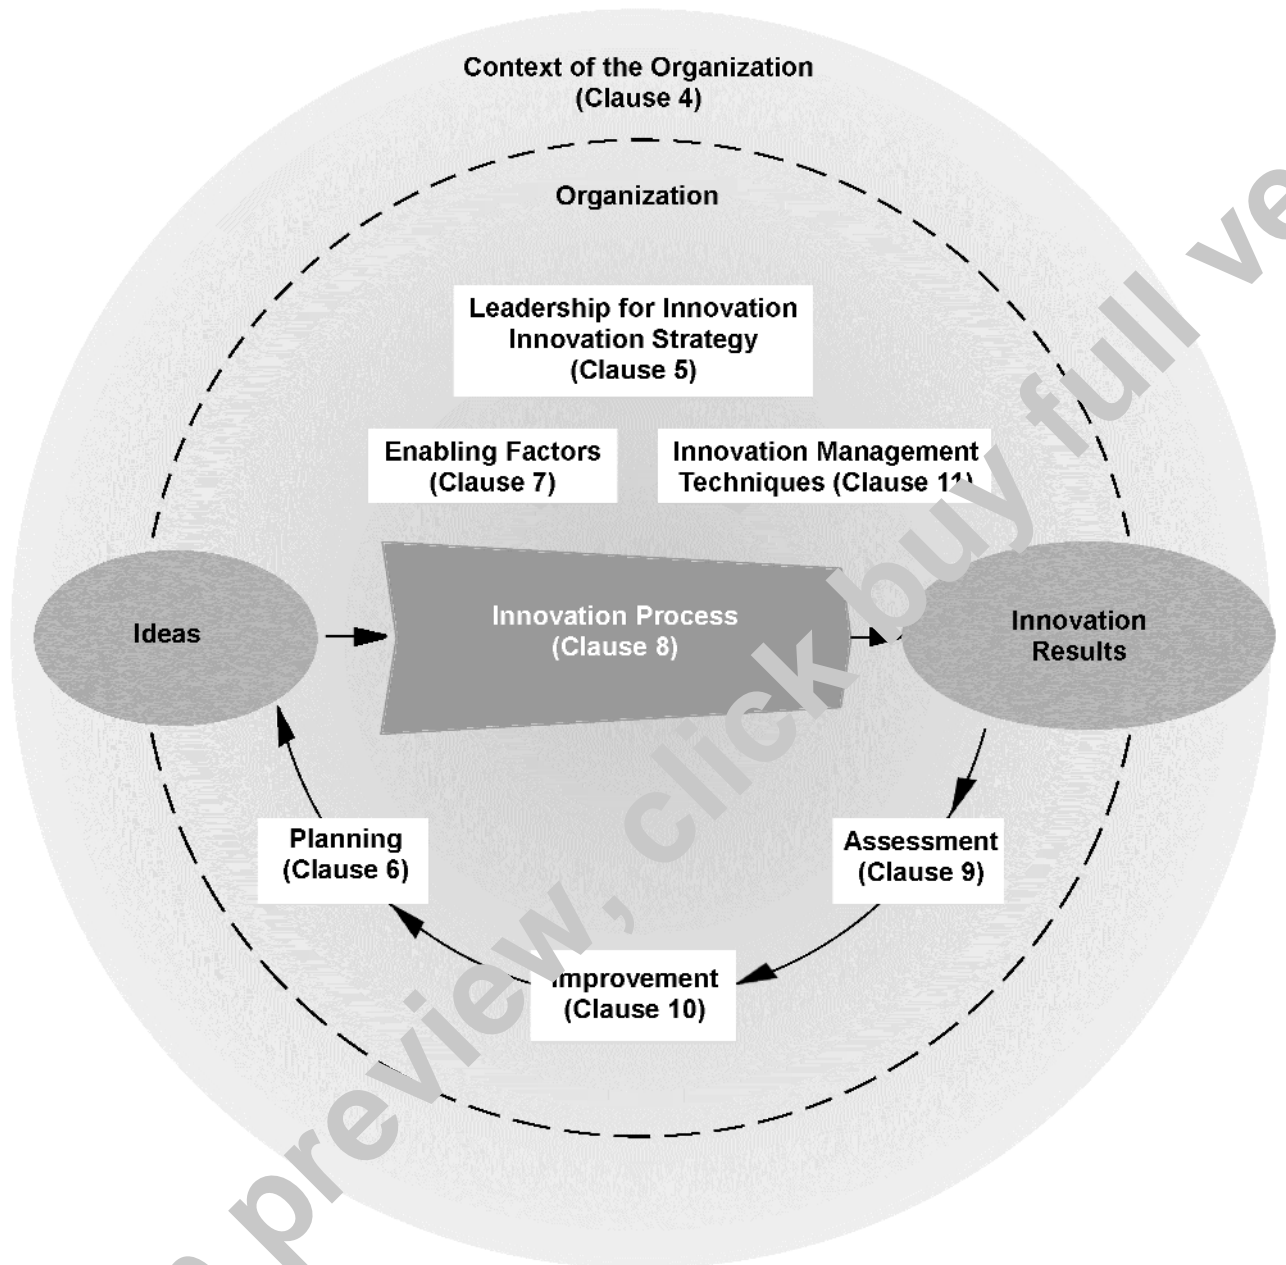 Context of the Organization
(Clause 4)
Organization
Leadership for Innovation
Innovation Strategy
(Clause 5)
Enabling Factors
(Clause 7)
Innovation Management
Techniques (Clause 11)
Ideas
Innovation Process
(Clause 8)
Innovation
Results
Planning
(Clause 6)
Assessment
(Clause 9)
Improvement
(Clause 10)
preview, click buy full